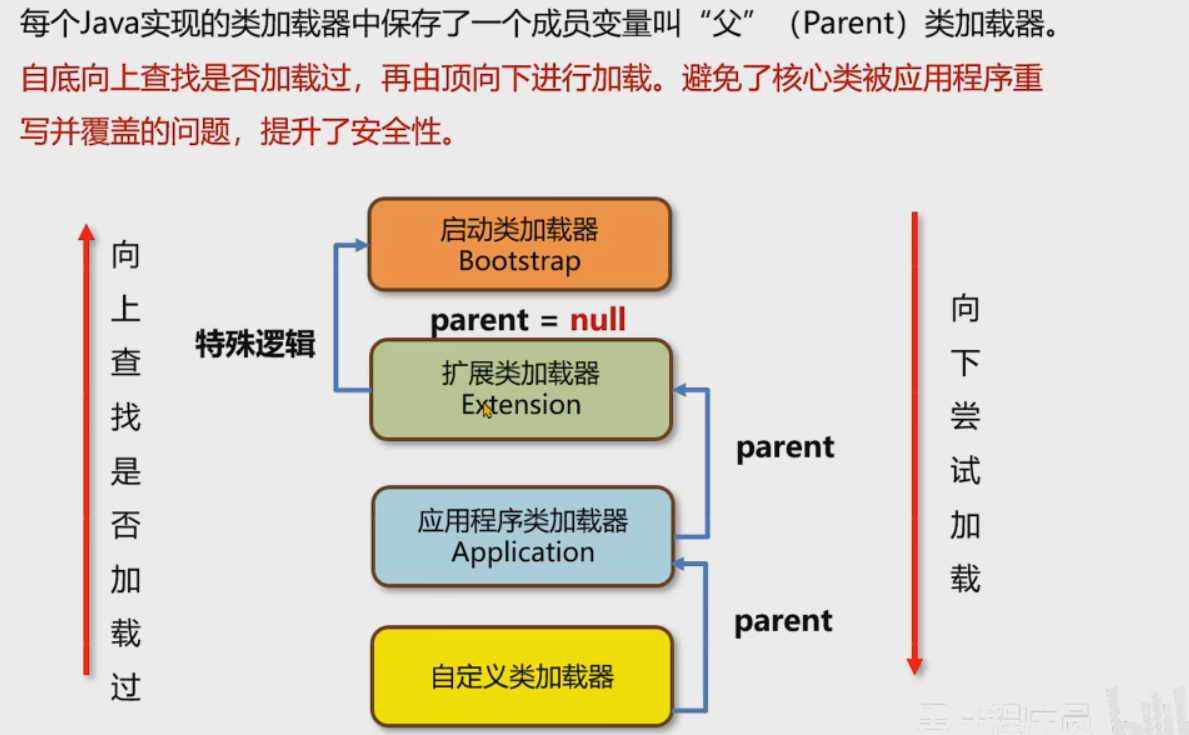 每个Java实现的类加载器中保存了一个成员变量叫“父”（Parent）类加载器。
自底向上查找是否加载过，再由顶向下进行加载。避免了核心类被应用程序重
写并覆盖的问题，提升了安全性。
向上查找是否加载过
启动类加载器
Bootstrap
parent = null
特殊逻辑
扩展类加载器
Extension
parent
应用程序类加载器
Application
parent
自定义类加载器
向下尝试加载